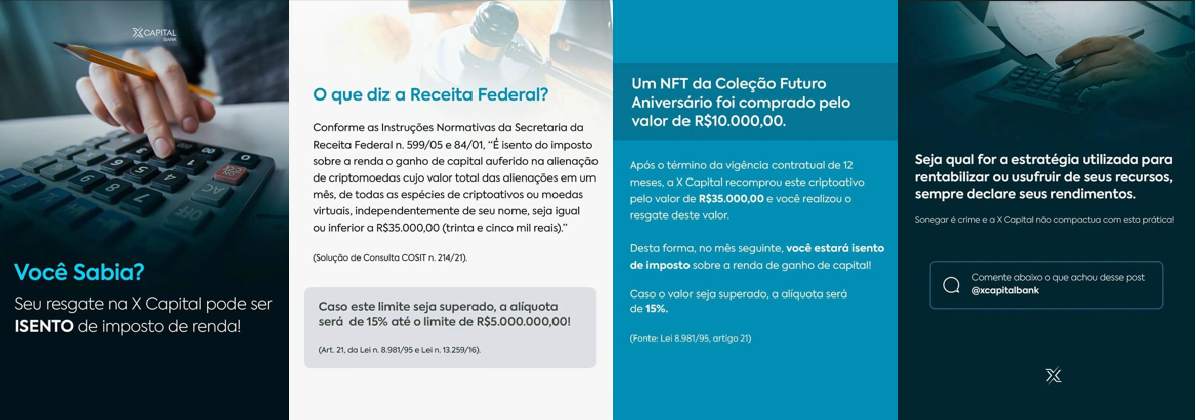 X CAPITAL
BANK
Você Sabia?
Seu resgate na X Capital pode ser
ISENTO de imposto de renda!
O que diz a Receita Federal?
Conforme as Instruções Normativas da Secretaria da
Receita Federal n. 599/05 e 84/01, “É isento do imposto
sobre a renda o ganho de capital auferido na alienação
de criptomoedas cujo valor total das alienações em um
mês, de todas as espécies de criptoativos ou moedas
virtuais, independentemente de seu nome, seja igual
ou inferior a R$35.000,00 (trinta e cinco mil reais).”
(Solução de Consulta COSIT n. 214/21).
Caso este limite seja superado, a alíquota
será de 15% até o limite de R$5.000.000,00!
(Art. 21, da Lei n. 8.981/95 e Lei n. 13.259/16).
Um NFT da Coleção Futuro
Aniversário foi comprado pelo
valor de R$10.000,00.
Após o término da vigência contratual de 12
meses, a X Capital recomprou este criptoativo
pelo valor de R$35.000,00 e você realizou o
resgate deste valor.
Desta forma, no mês seguinte, você estará isento
de imposto sobre a renda de ganho de capital!
Caso o valor seja superado, a alíquota será
de 15%.
(Fonte: Lei 8.981/95, artigo 21)
Seja qual for a estratégia utilizada para
rentabilizar ou usufruir de seus recursos,
sempre declare seus rendimentos.
Sonegar é crime e a X Capital não compactua com esta prática!
Comente abaixo o que achou desse post
@xcapitalbank
X